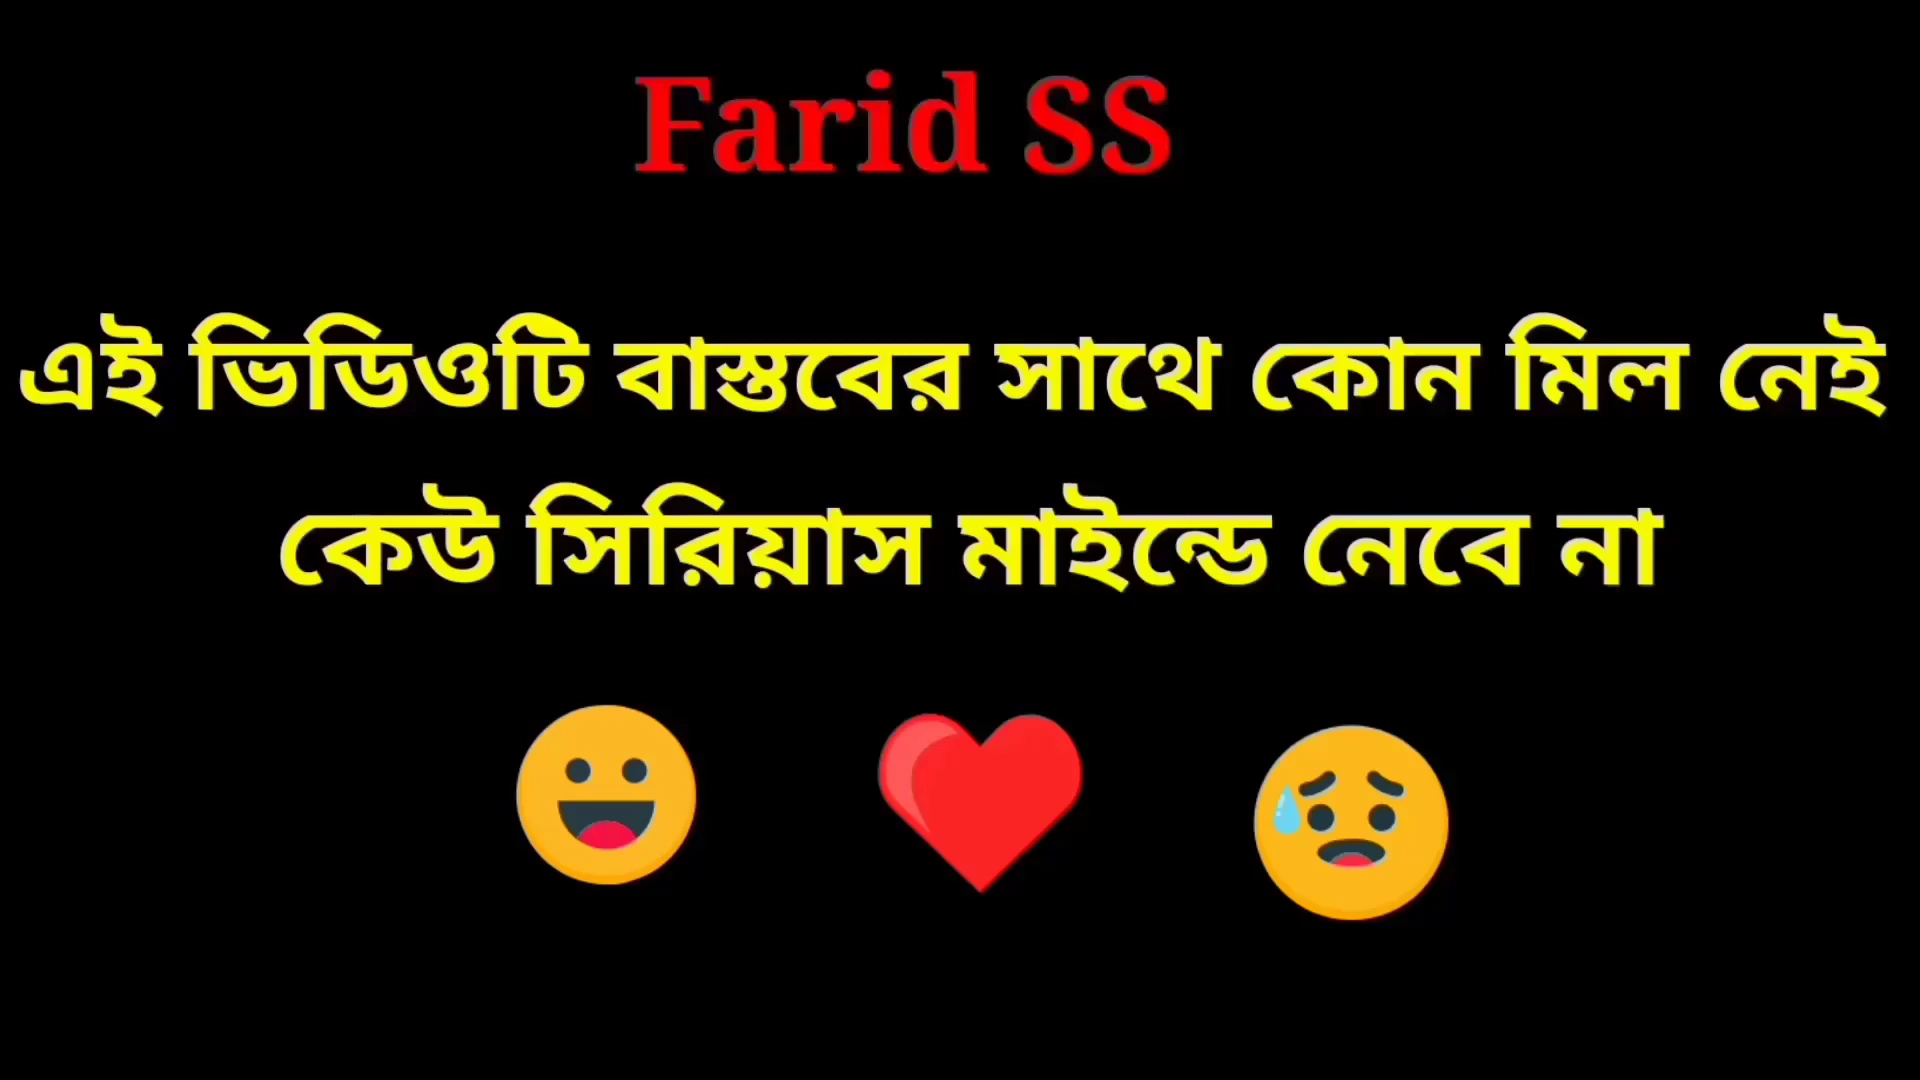 Farid SS
এই ভিডিওটি বাস্তবের সাথে কোন মিল নেই
কেউ সিরিয়াস মাইন্ডে নেবে না